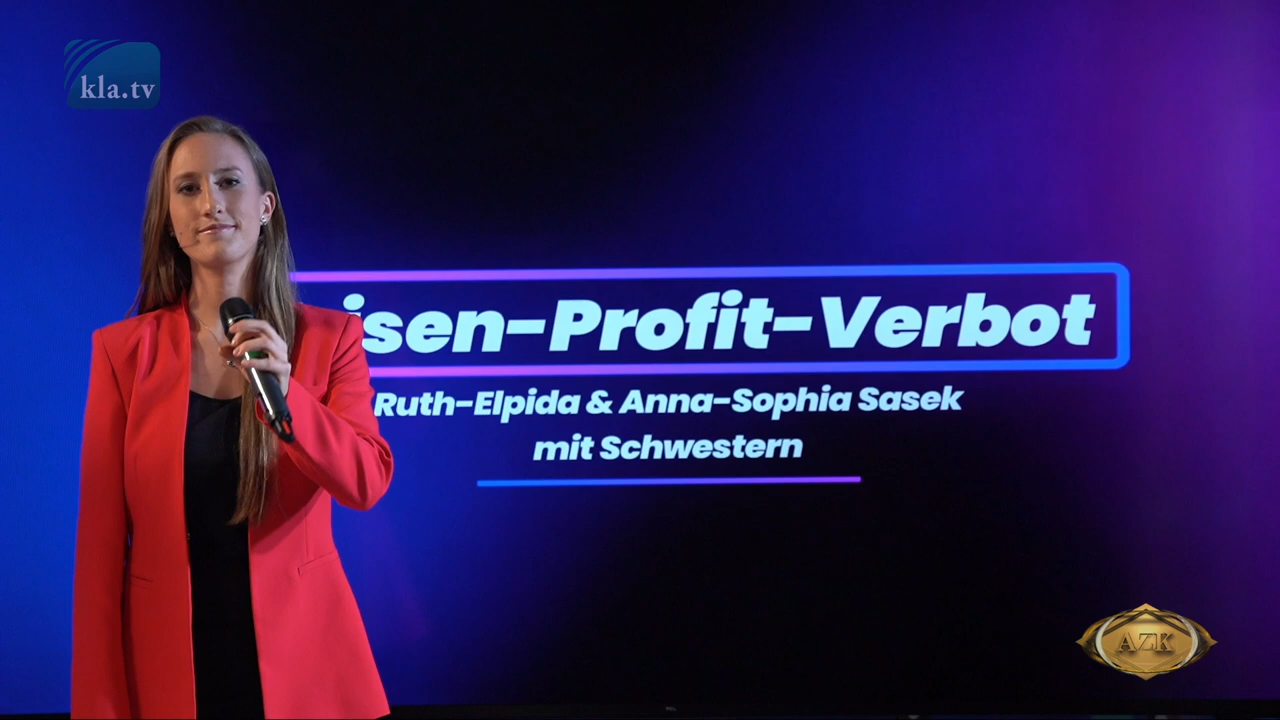 kla.tv
isen-Profit-Verbot
Ruth-Elpida & Anna-Sophia Sasek
mit Schwestern
AZK